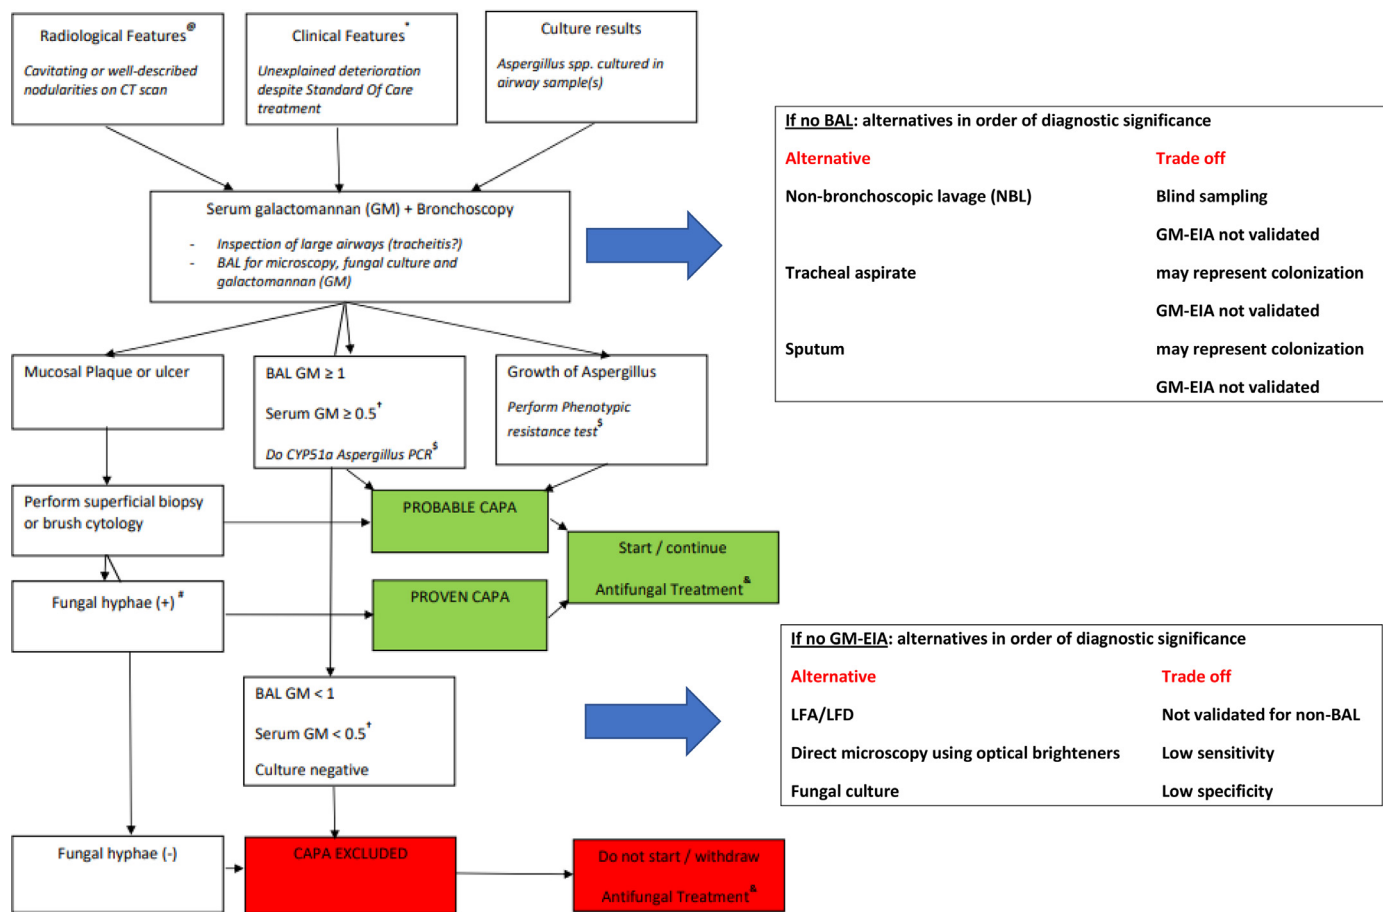 Radiological Features@
Cavitating or well-described
nodularities on CT scan
Clinical Features*
Unexplained deterioration
despite Standard Of Care
treatment
Culture results
Aspergillus spp. cultured in
airway sample(s)
Serum galactomannan (GM) + Bronchoscopy
- Inspection of large airways (tracheitis?)
- BAL for microscopy, fungal culture and
galactomannan (GM)
Mucosal Plaque or ulcer
BAL GM ≥ 1
Serum GM ≥ 0.5†
Do CYP51a Aspergillus PCR$
Growth of Aspergillus
Perform Phenotypic
resistance test$
Perform superficial biopsy
or brush cytology
PROBABLE CAPA
Start / continue
Antifungal Treatment&
Fungal hyphae (+) #
PROVEN CAPA
BAL GM < 1
Serum GM < 0.5†
Culture negative
Fungal hyphae (-)
CAPA EXCLUDED
Do not start / withdraw
Antifungal Treatment&
If no BAL: alternatives in order of diagnostic significance
Alternative Trade off
Non-bronchoscopic lavage (NBL) Blind sampling
GM-EIA not validated
Tracheal aspirate may represent colonization
GM-EIA not validated
Sputum may represent colonization
GM-EIA not validated
If no GM-EIA: alternatives in order of diagnostic significance
Alternative Trade off
LFA/LFD Not validated for non-BAL
Direct microscopy using optical brighteners Low sensitivity
Fungal culture Low specificity